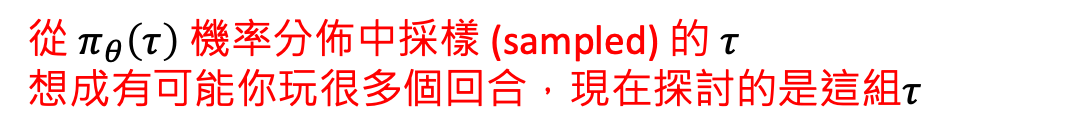 從 𝜋𝜃(𝜏) 機率分佈中採樣 (sampled) 的 𝜏
想成有可能你玩很多個回合，現在探討的是這組𝜏